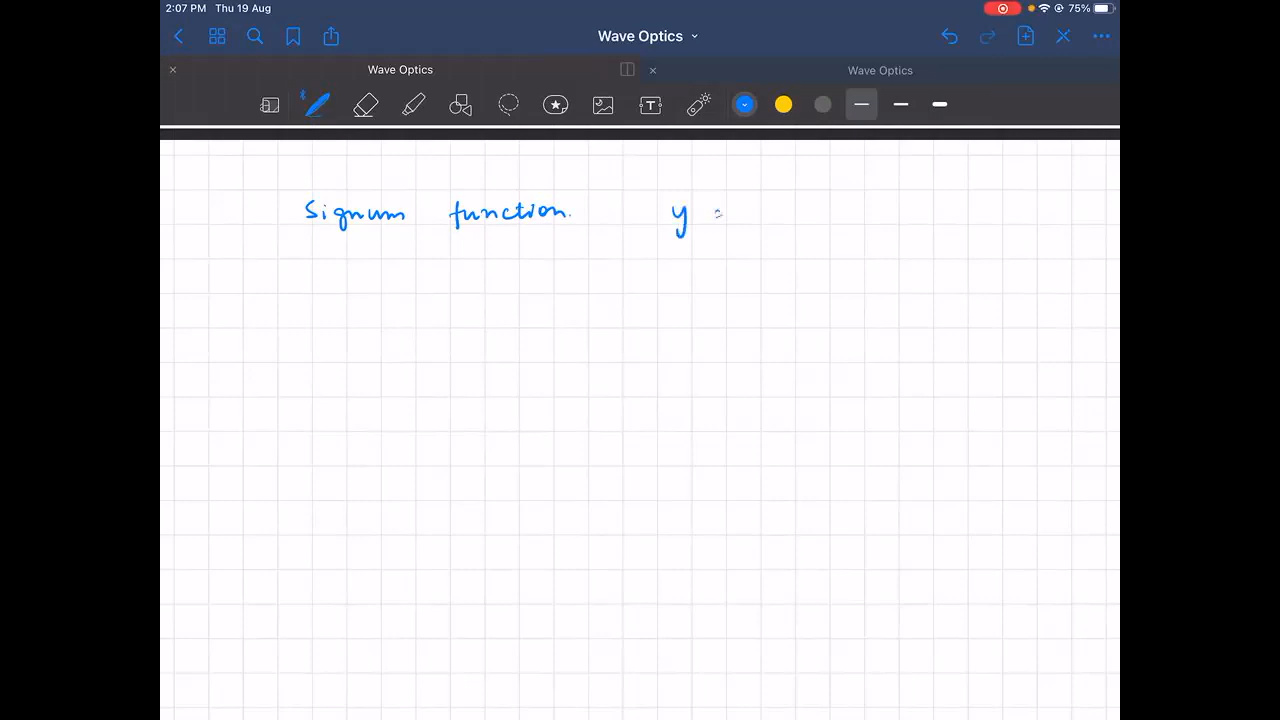 2:07 PM Thu 19 Aug 75%
Wave Optics
Wave Optics Wave Optics
T
Signum function. y =